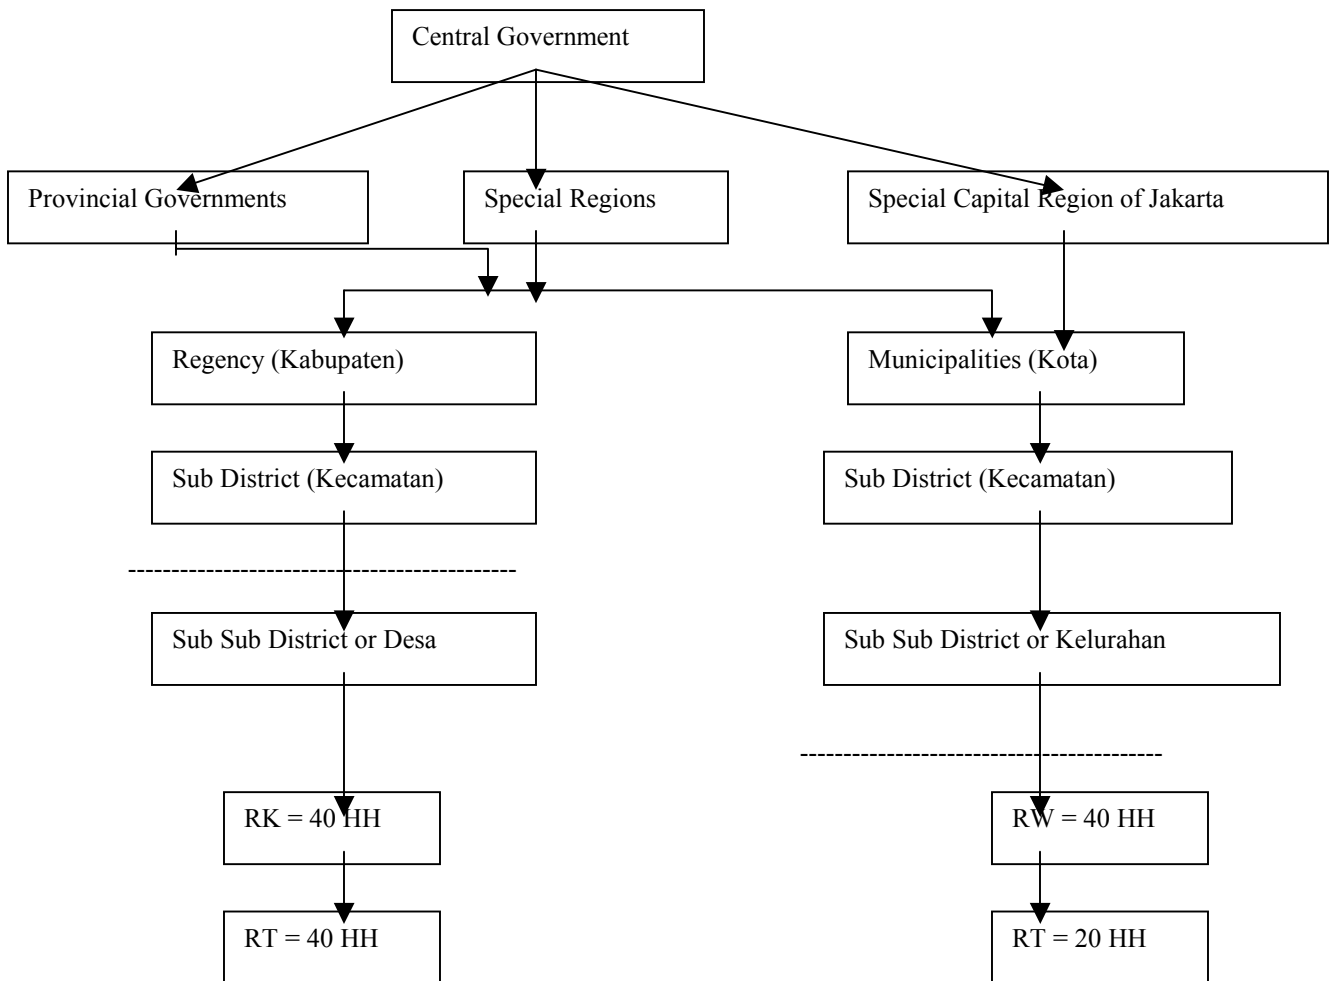 Central Government
Provincial Governments
Special Regions
Special Capital Region of Jakarta
Regency (Kabupaten)
Municipalities (Kota)
Sub District (Kecamatan)
Sub District (Kecamatan)
Sub Sub District or Desa
Sub Sub District or Kelurahan
RK = 40 HH
RW = 40 HH
RT = 40 HH
RT = 20 HH